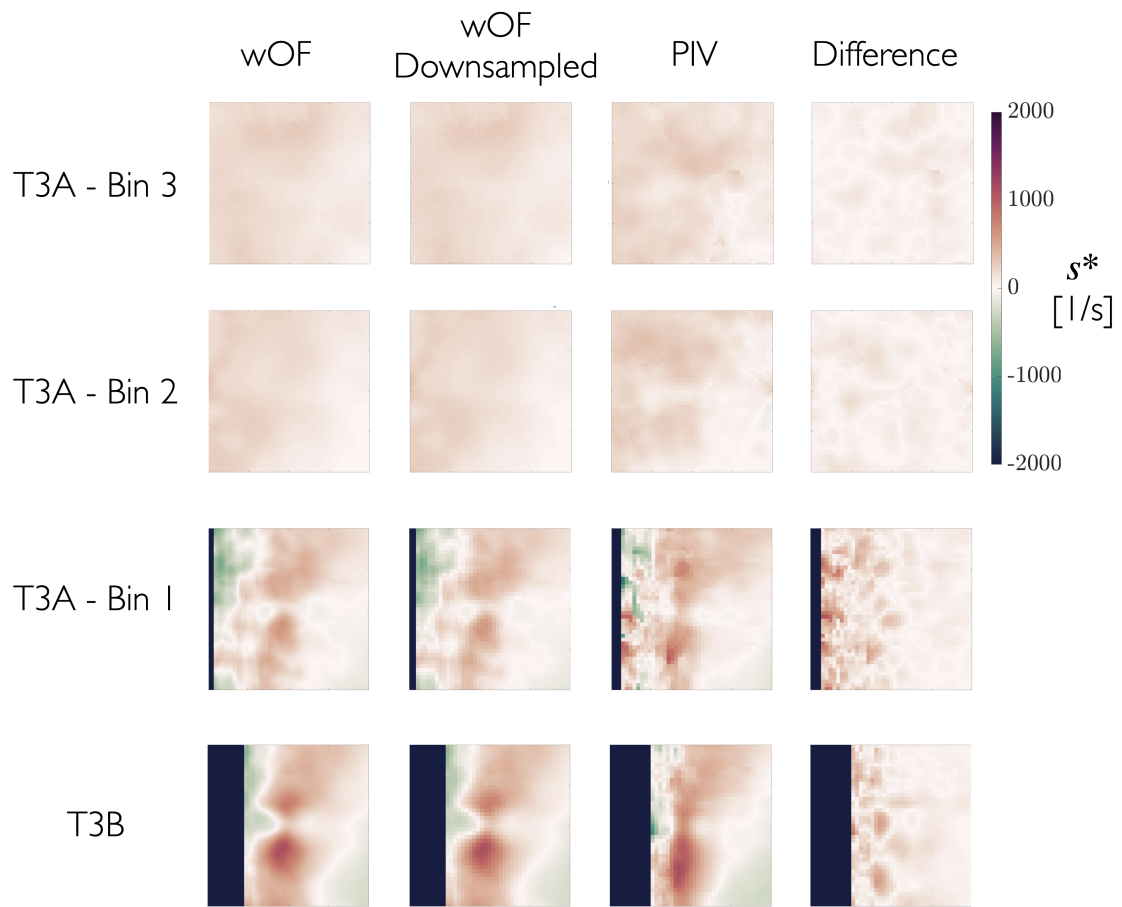 wOF
wOF
Downsampled
PIV
Difference
T3A - Bin 3
T3A - Bin 2
T3A - Bin 1
T3B
2000
1000
0
-1000
-2000
s*
[1/s]